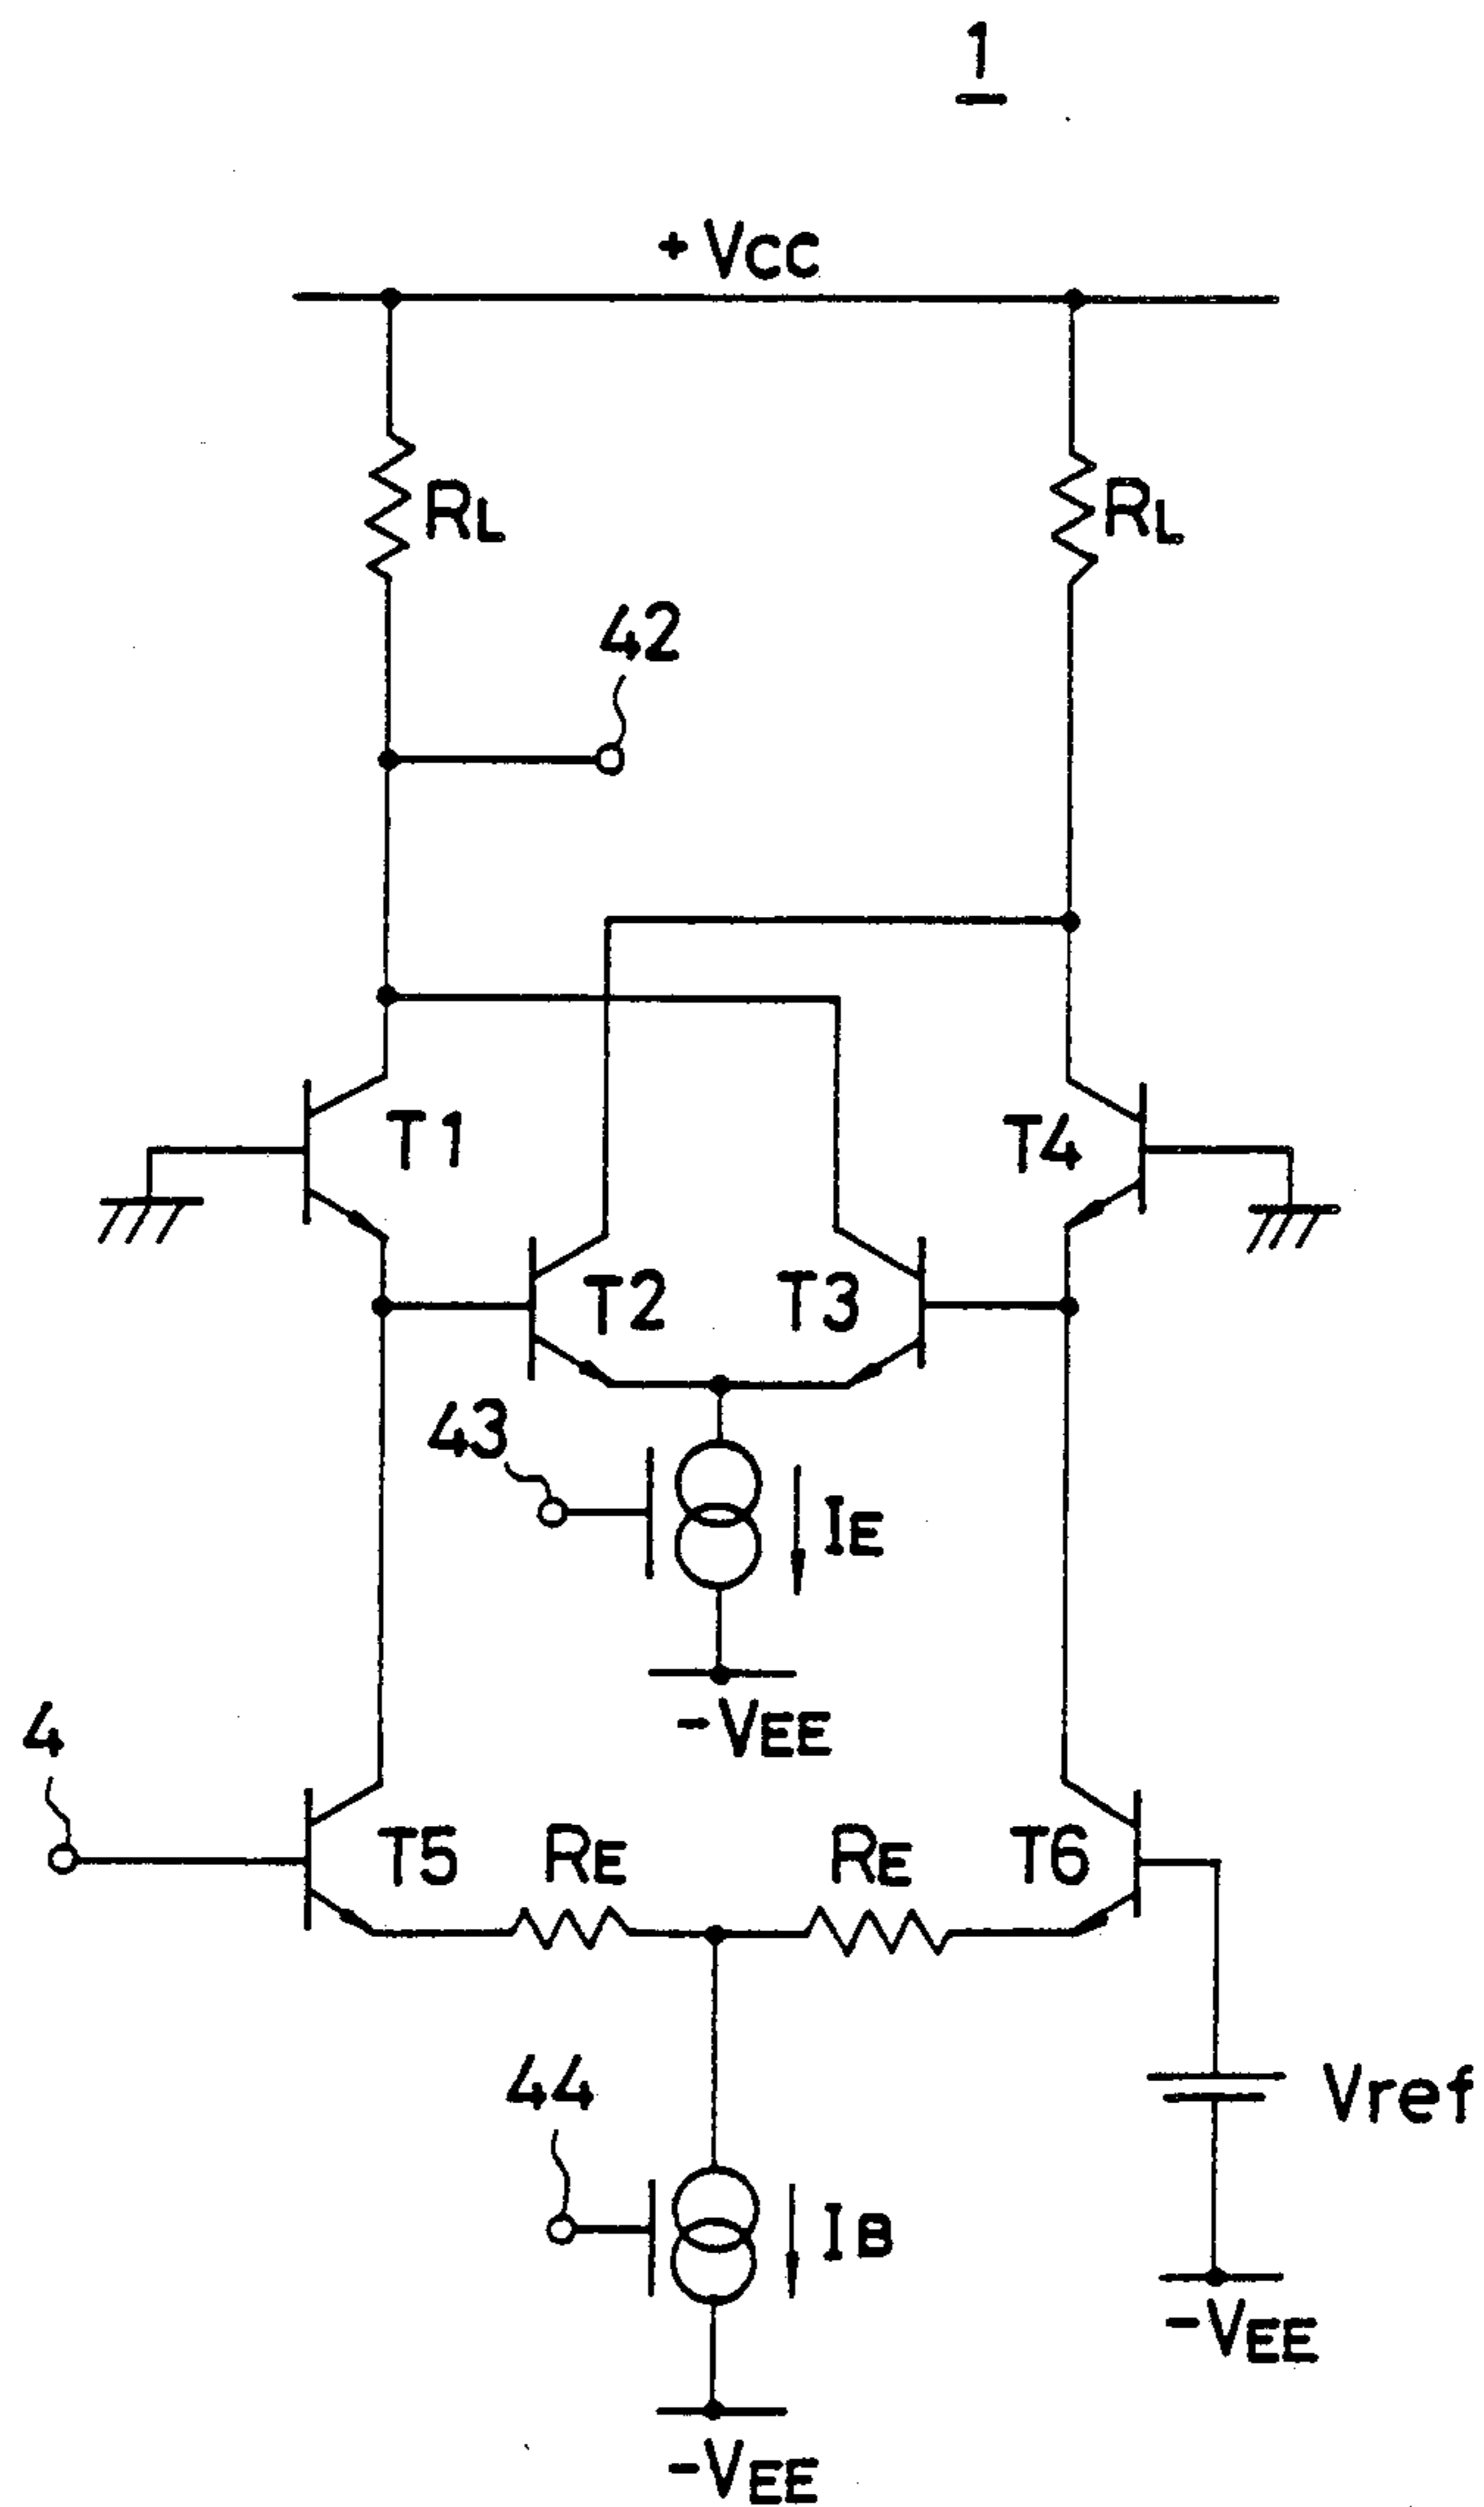 1
+VCC
RL RL
42
T1 T4
T2 T3
43
IE
-VEE
4
T5 RE RE T6
44
Vref
IB
-VEE
-VEE